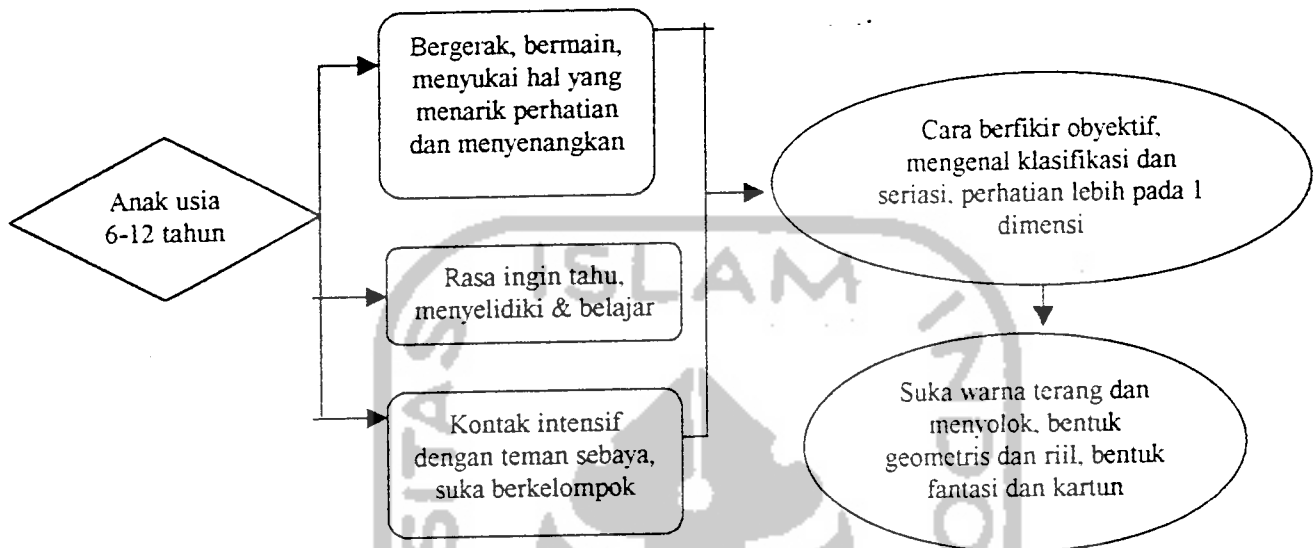 Bergerak, bermain,
menyukai hal yang
menarik perhatian
dan menyenangkan
Anak usia
6-12 tahun
Rasa ingin tahu,
menyelidiki & belajar
Kontak intensif
dengan teman sebaya,
suka berkelompok
Cara berfikir obyektif,
mengenal klasifikasi dan
seriasi, perhatian lebih pada 1
dimensi
Suka warna terang dan
menyolok, bentuk
geometris dan riil, bentuk
fantasi dan kartun
ISLAM
SITAS